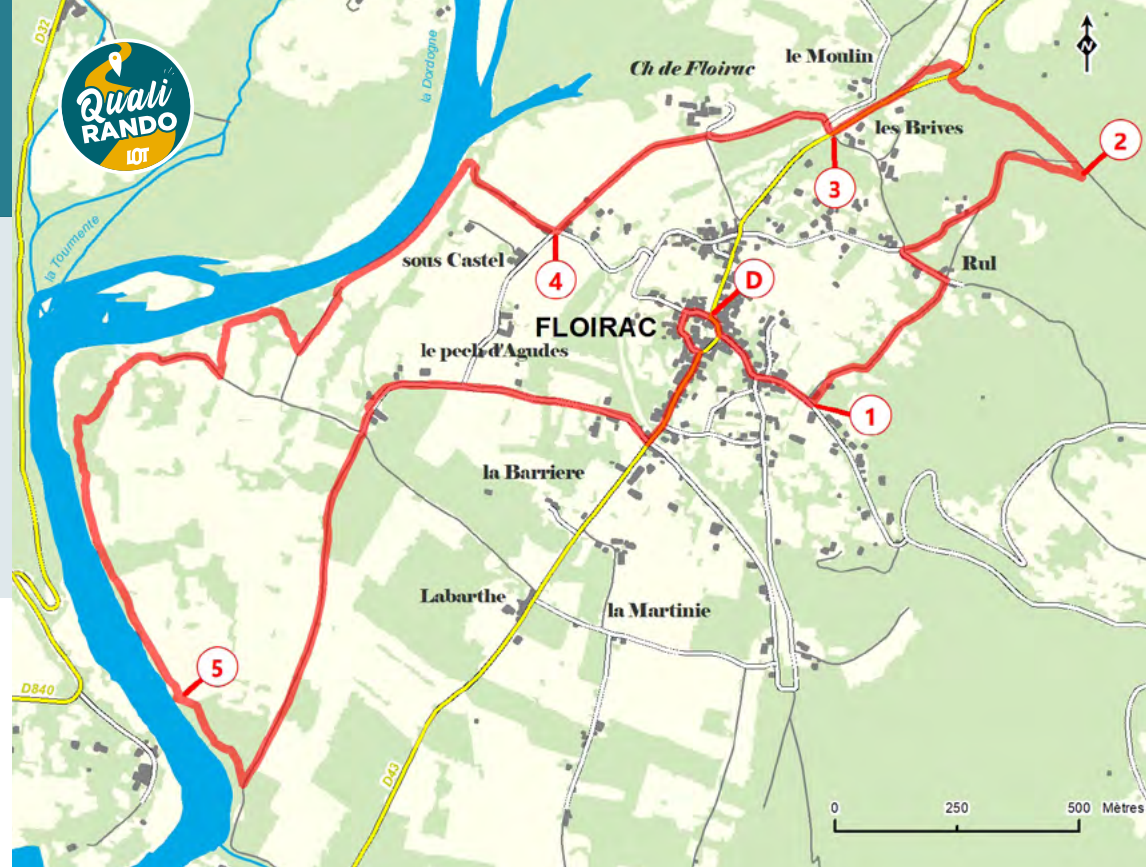 D32
Quali
RANDO
LOT
la Dordogne
la Tourmente
Ch de Floirac
le Moulin
N
les Brives
2
3
sous Castel
4
Rul
D
FLOIRAC
le pech d'Agudes
1
la Barriere
Labarthe
la Martinie
5
D840
D43
0 250 500 Mètres